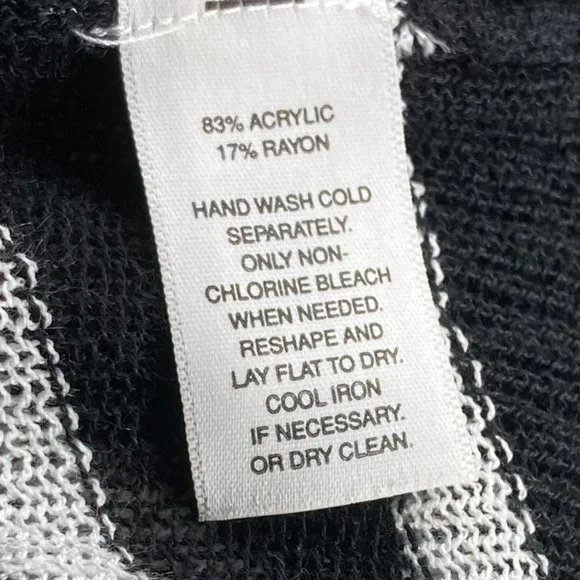 83% ACRYLIC
17% RAYON
HAND WASH COLD
SEPARATELY.
ONLY NON-
CHLORINE BLEACH
WHEN NEEDED.
RESHAPE AND
LAY FLAT TO DRY.
COOL IRON
IF NECESSARY.
OR DRY CLEAN.